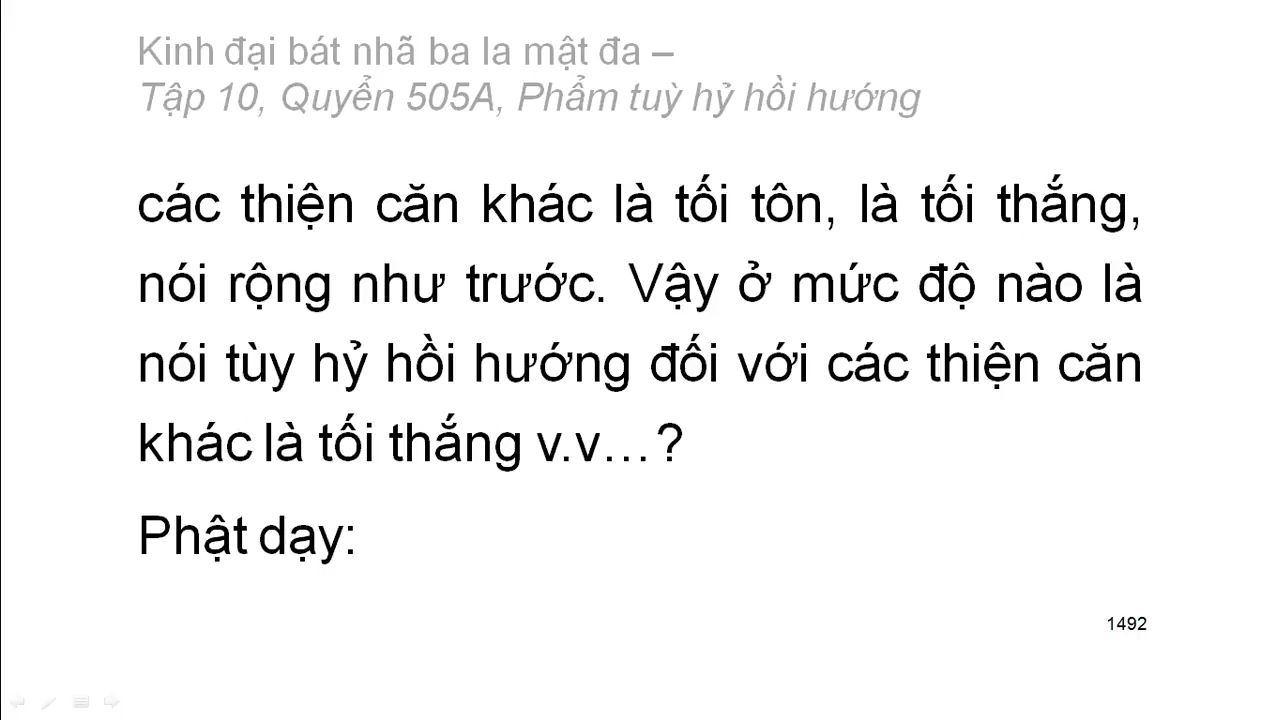 Kinh đại bát nhã ba la mật đa –
Tập 10, Quyển 505A, Phẩm tuỳ hỷ hồi hướng
các thiện căn khác là tối tôn, là tối thắng,
nói rộng như trước. Vậy ở mức độ nào là
nói tùy hỷ hồi hướng đối với các thiện căn
khác là tối thắng v.v…?
Phật dạy:
1492